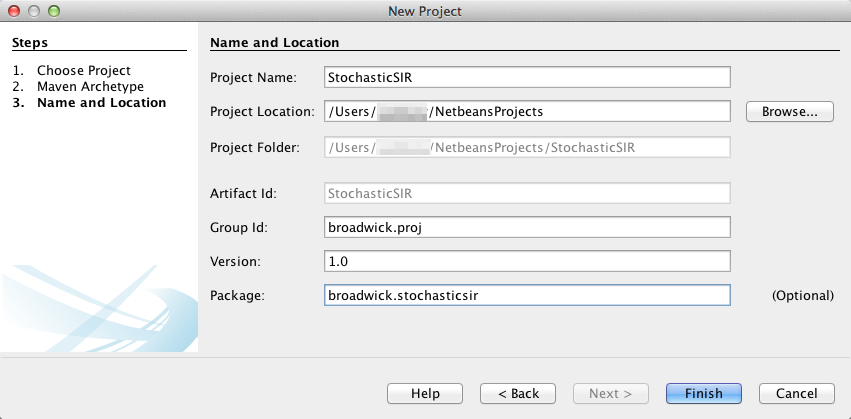 New Project
Steps
1. Choose Project
2. Maven Archetype
3. Name and Location
Name and Location
Project Name: StochasticSIR
Project Location: /Users/ /NetbeansProjects Browse...
Project Folder: /Users/ /NetbeansProjects/StochasticSIR
Artifact Id: StochasticSIR
Group Id: broadwick.proj
Version: 1.0
Package: broadwick.stochasticsir (Optional)
Help < Back Next > Finish Cancel